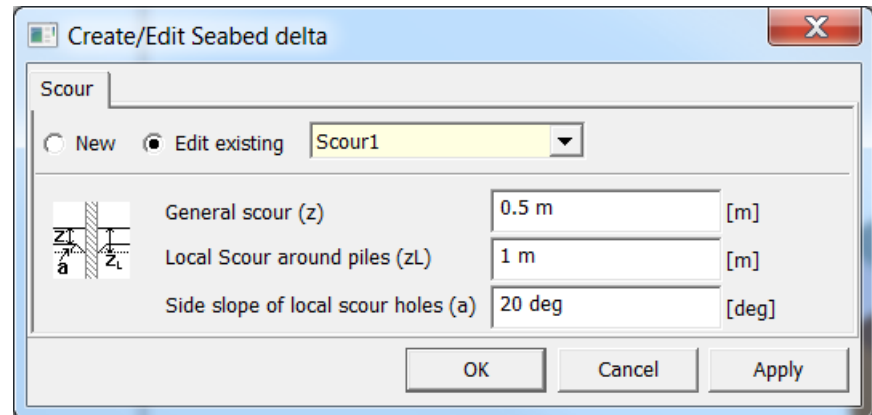 Create/Edit Seabed delta
Scour
New Edit existing Scour1
General scour (z) 0.5 m [m]
Local Scour around piles (zL) 1 m [m]
Side slope of local scour holes (a) 20 deg [deg]
z
a
zL
OK Cancel Apply